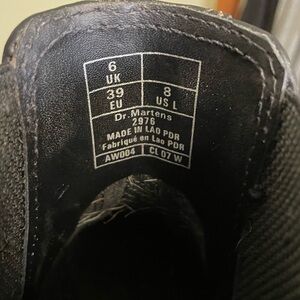 6
UK
39
EU
8
US L
Dr. Martens
2976
MADE IN LAO PDR
Fabriqué en Lao PDR
AW004
CL 07 W